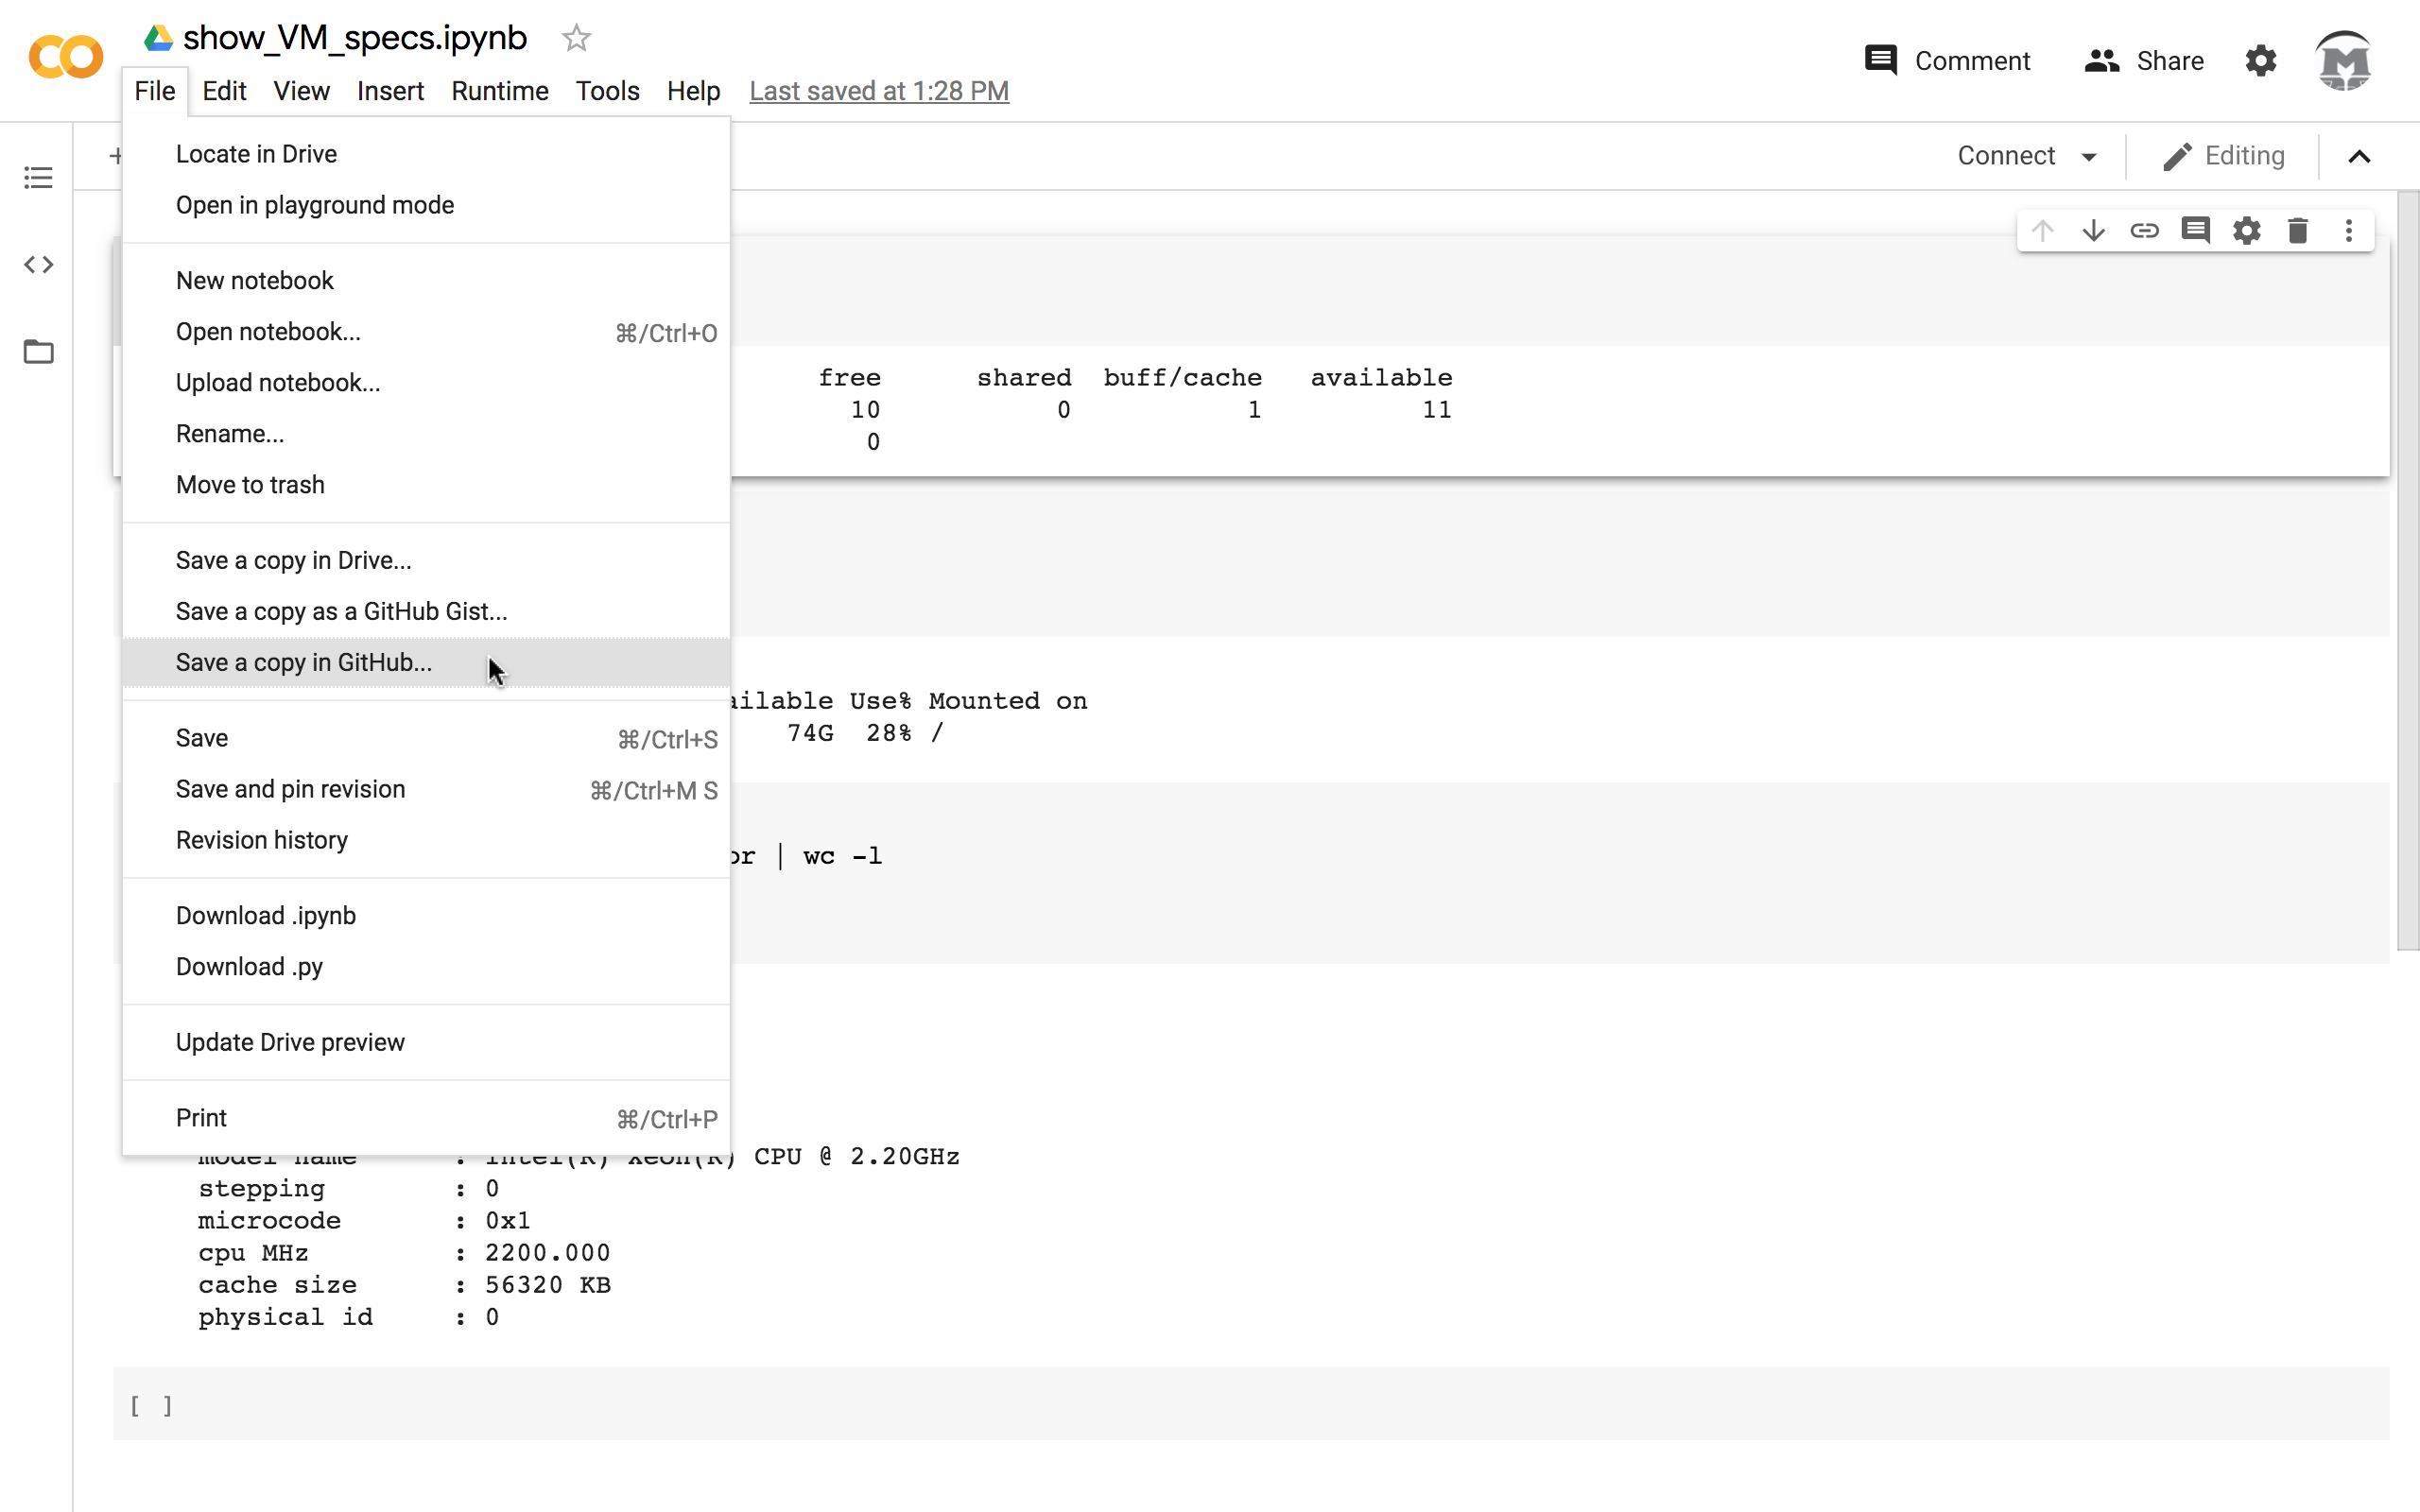 show_VM_specs.ipynb
File Edit View Insert Runtime Tools Help Last saved at 1:28 PM
Comment
Share
M
+
Connect
Editing
Locate in Drive
Open in playground mode
New notebook
Open notebook... ⌘/Ctrl+O
Upload notebook...
Rename...
Move to trash
Save a copy in Drive...
Save a copy as a GitHub Gist...
Save a copy in GitHub...
Save ⌘/Ctrl+S
Save and pin revision ⌘/Ctrl+M S
Revision history
Download .ipynb
Download .py
Update Drive preview
Print ⌘/Ctrl+P
free shared buff/cache available
10 0 1 11
0
ailable Use% Mounted on
74G 28% /
or | wc -l
model name : Intel(R) Xeon(R) CPU @ 2.20GHz
stepping : 0
microcode : 0x1
cpu MHz : 2200.000
cache size : 56320 KB
physical id : 0
[ ]